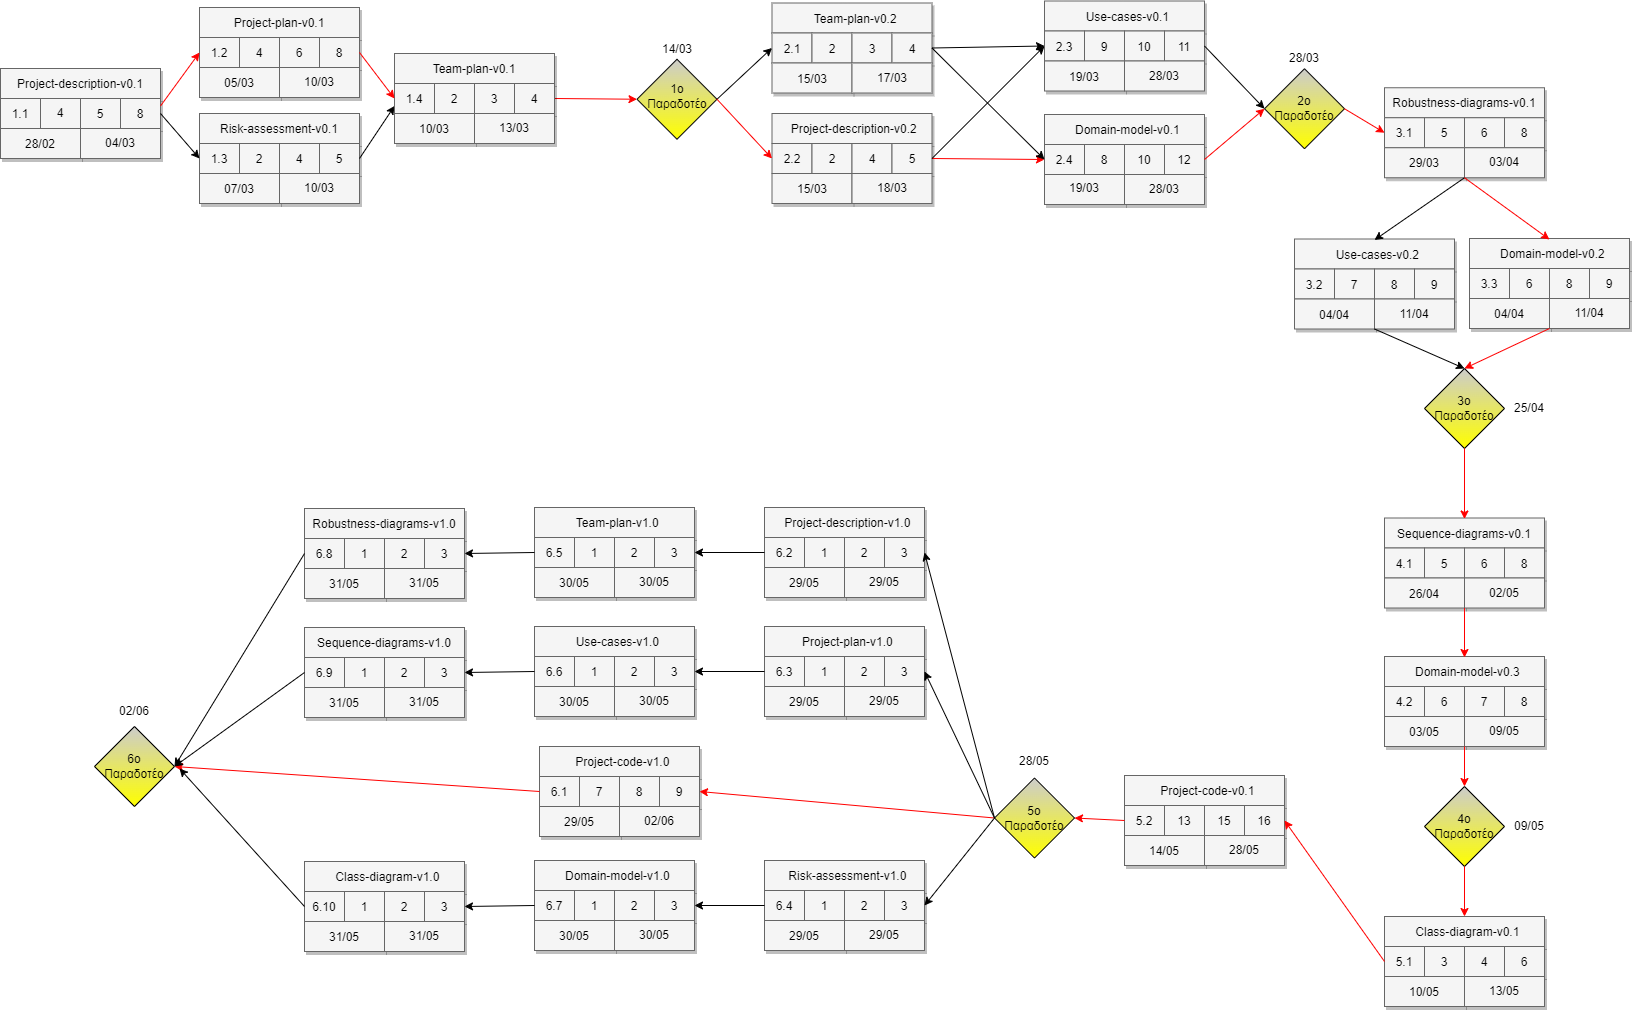 Project-description-v0.1
1.1 4 5 8
28/02 04/03
Project-plan-v0.1
1.2 4 6 8
05/03 10/03
Risk-assessment-v0.1
1.3 2 4 5
07/03 10/03
Team-plan-v0.1
1.4 2 3 4
10/03 13/03
14/03
1ο
Παραδοτέο
Team-plan-v0.2
2.1 2 3 4
15/03 17/03
Project-description-v0.2
2.2 2 4 5
15/03 18/03
Use-cases-v0.1
2.3 9 10 11
19/03 28/03
Domain-model-v0.1
2.4 8 10 12
19/03 28/03
28/03
2ο
Παραδοτέο
Robustness-diagrams-v0.1
3.1 5 6 8
29/03 03/04
Use-cases-v0.2
3.2 7 8 9
04/04 11/04
Domain-model-v0.2
3.3 6 8 9
04/04 11/04
3ο
Παραδοτέο
25/04
Sequence-diagrams-v0.1
4.1 5 6 8
26/04 02/05
Domain-model-v0.3
4.2 6 7 8
03/05 09/05
4ο
Παραδοτέο
09/05
Class-diagram-v0.1
5.1 3 4 6
10/05 13/05
Project-code-v0.1
5.2 13 15 16
14/05 28/05
28/05
5ο
Παραδοτέο
Project-description-v1.0
6.2 1 2 3
29/05 29/05
Team-plan-v1.0
6.5 1 2 3
30/05 30/05
Robustness-diagrams-v1.0
6.8 1 2 3
31/05 31/05
Project-plan-v1.0
6.3 1 2 3
29/05 29/05
Use-cases-v1.0
6.6 1 2 3
30/05 30/05
Sequence-diagrams-v1.0
6.9 1 2 3
31/05 31/05
Project-code-v1.0
6.1 7 8 9
29/05 02/06
Risk-assessment-v1.0
6.4 1 2 3
29/05 29/05
Domain-model-v1.0
6.7 1 2 3
30/05 30/05
Class-diagram-v1.0
6.10 1 2 3
31/05 31/05
02/06
6ο
Παραδοτέο